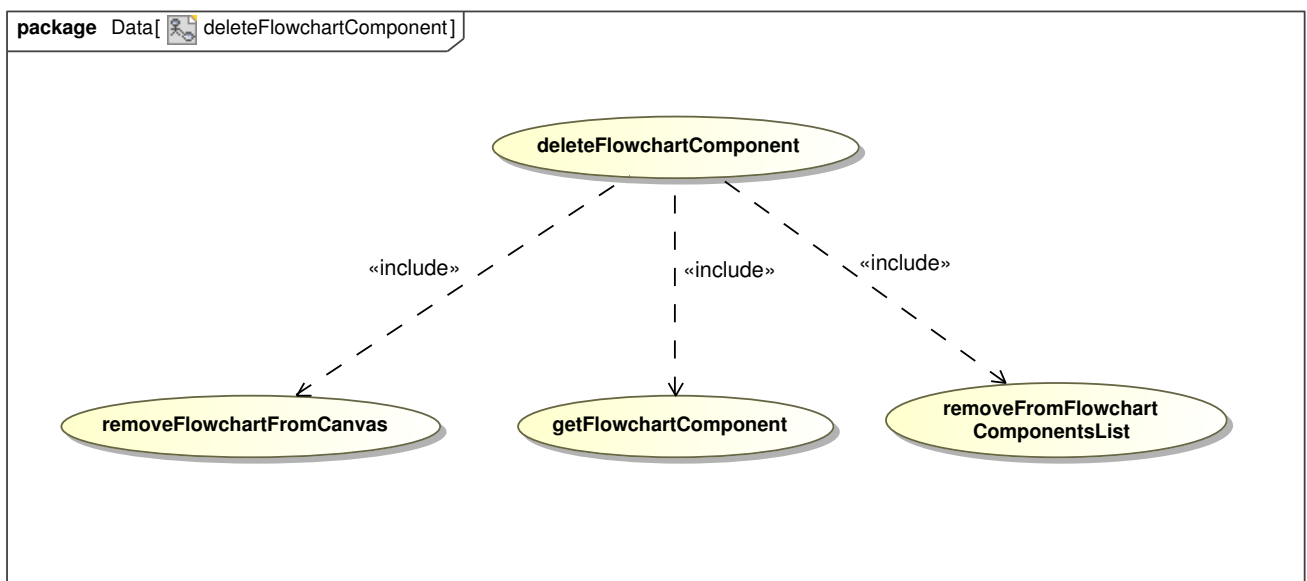 package Data[ deleteFlowchartComponent]
deleteFlowchartComponent
«include»
«include»
«include»
removeFlowchartFromCanvas
getFlowchartComponent
removeFromFlowchart
ComponentsList